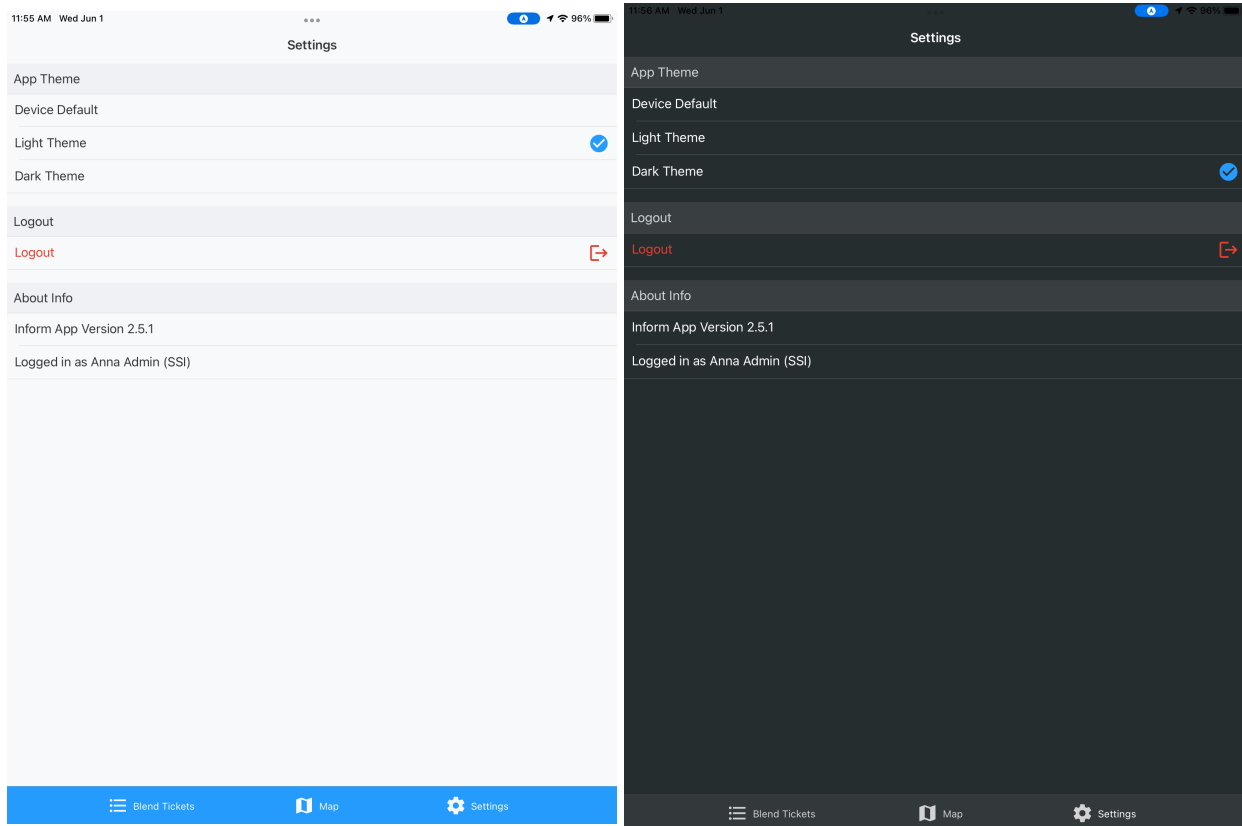 11:55 AM Wed Jun 1
96%
Settings
App Theme
Device Default
Light Theme
Dark Theme
Logout
Logout
About Info
Inform App Version 2.5.1
Logged in as Anna Admin (SSI)
Blend Tickets
Map
Settings
11:56 AM Wed Jun 1
96%
Settings
App Theme
Device Default
Light Theme
Dark Theme
Logout
Logout
About Info
Inform App Version 2.5.1
Logged in as Anna Admin (SSI)
Blend Tickets
Map
Settings